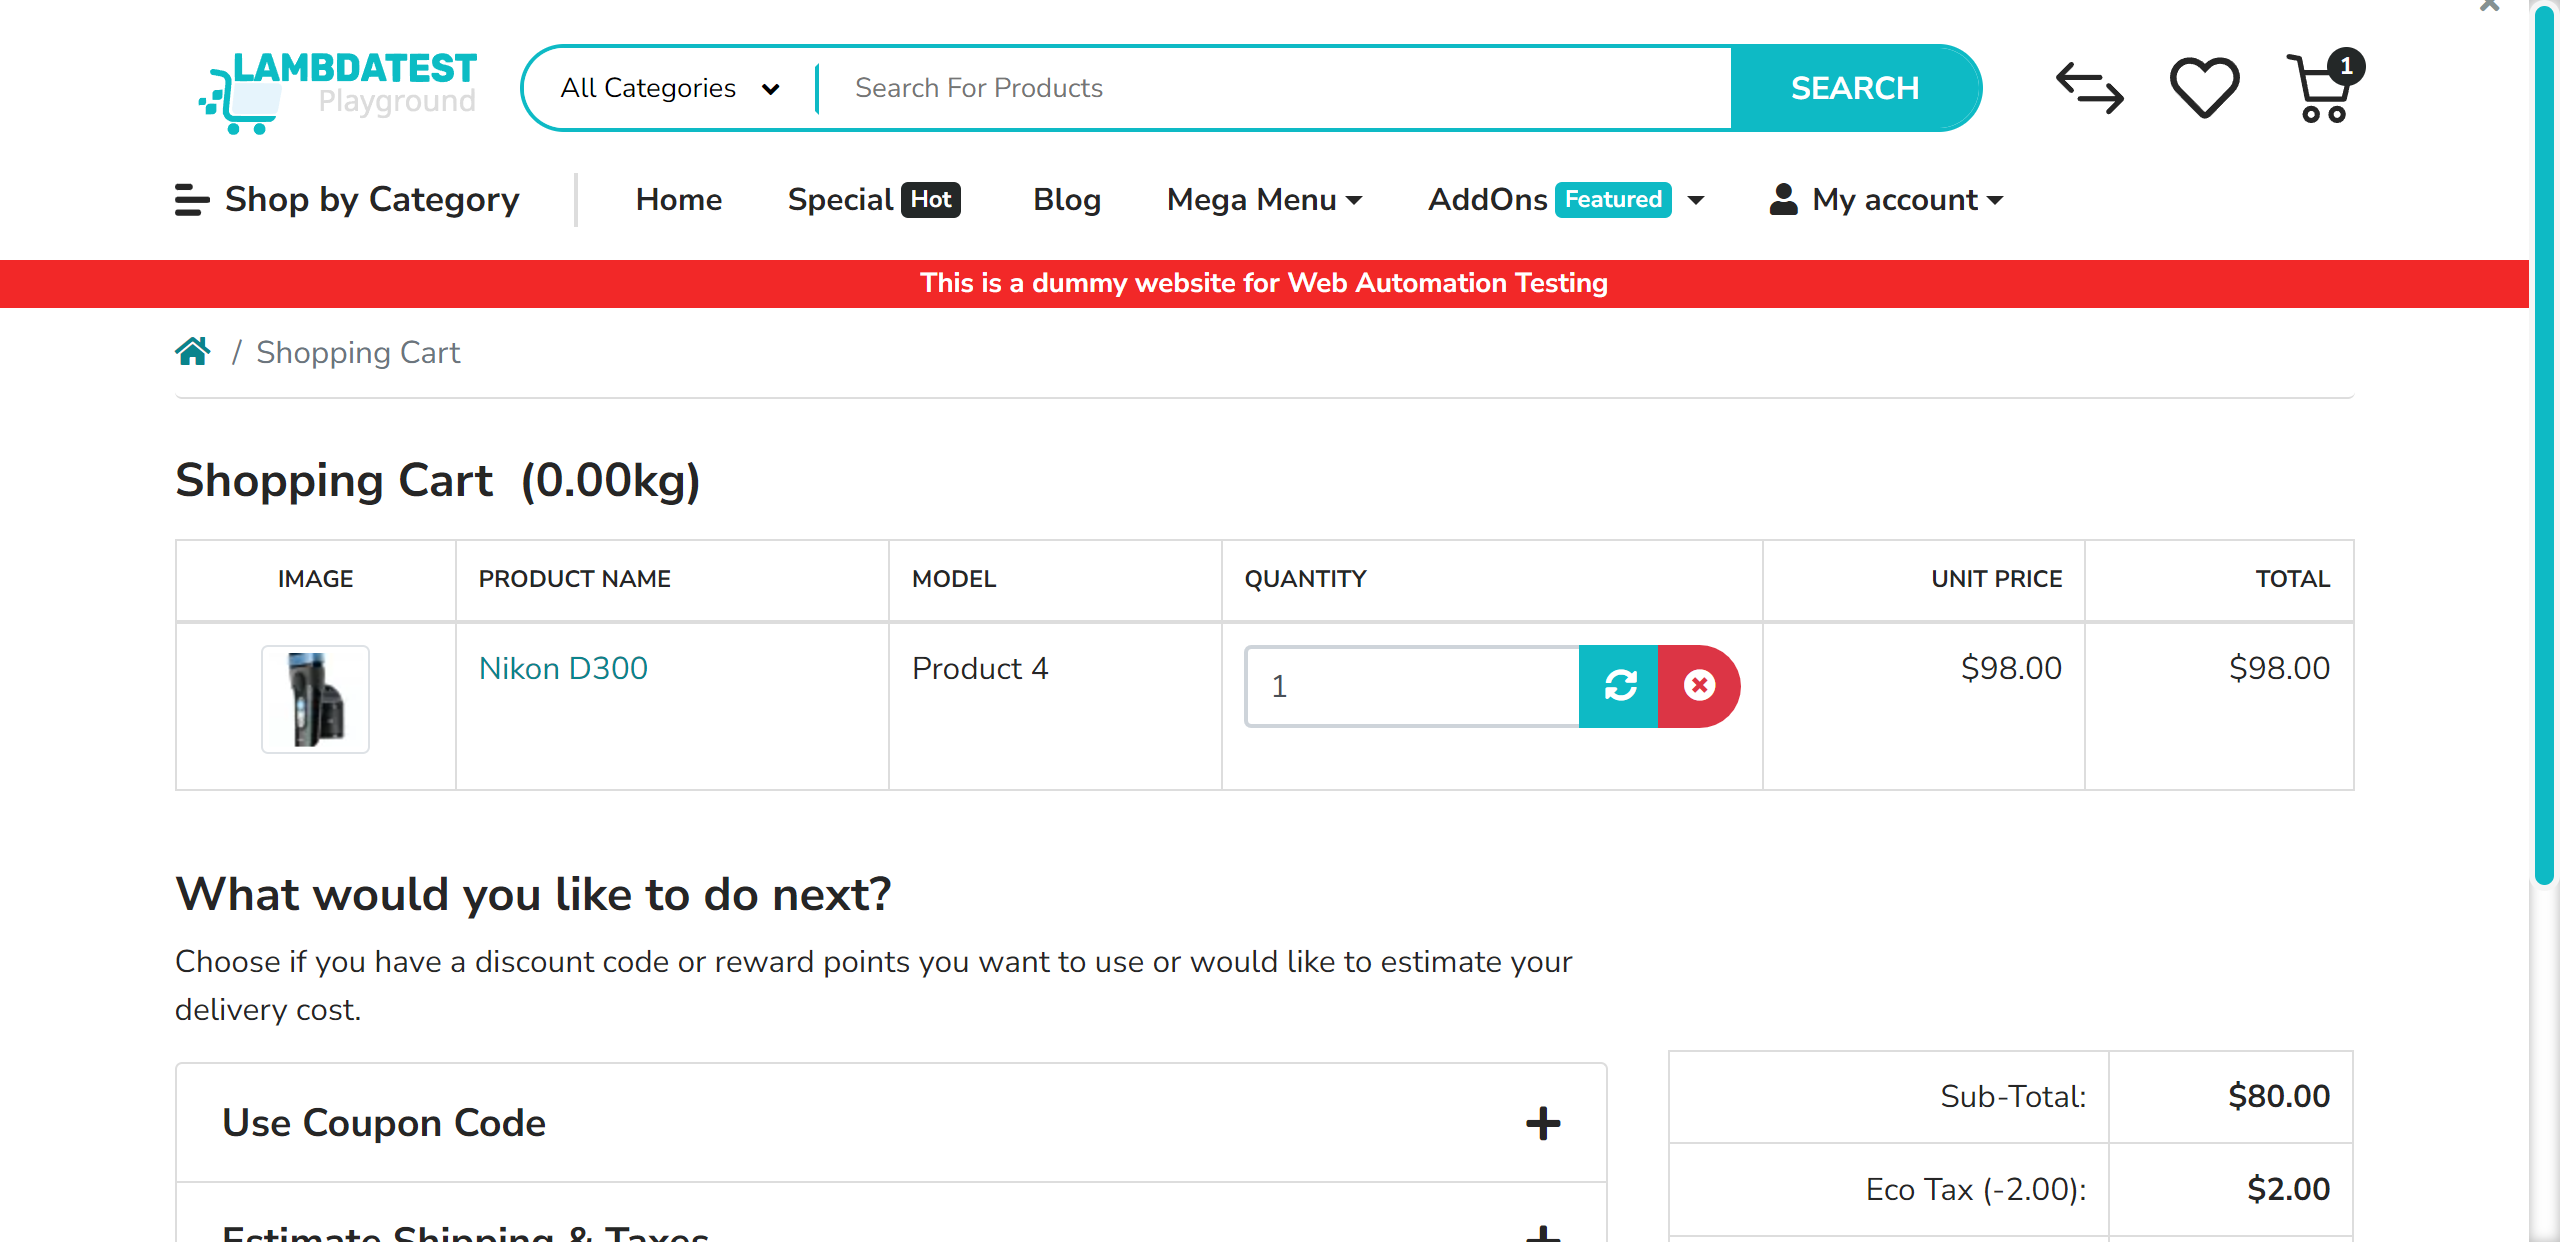 LAMBDATEST
Playground
All Categories
Search For Products
SEARCH
1
Shop by Category
Home
Special Hot
Blog
Mega Menu
AddOns Featured
My account
This is a dummy website for Web Automation Testing
/ Shopping Cart
Shopping Cart (0.00kg)
IMAGE PRODUCT NAME MODEL QUANTITY UNIT PRICE TOTAL
Nikon D300 Product 4 1 $98.00 $98.00
What would you like to do next?
Choose if you have a discount code or reward points you want to use or would like to estimate your
delivery cost.
Use Coupon Code
Estimate Shipping & Taxes
Sub-Total: $80.00
Eco Tax (-2.00): $2.00